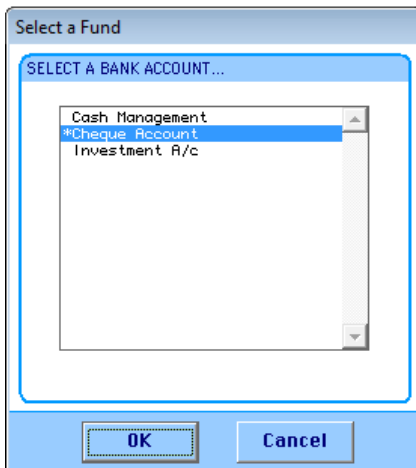 Select a Fund
SELECT A BANK ACCOUNT...
Cash Management
*Cheque Account
Investment A/c
OK
Cancel